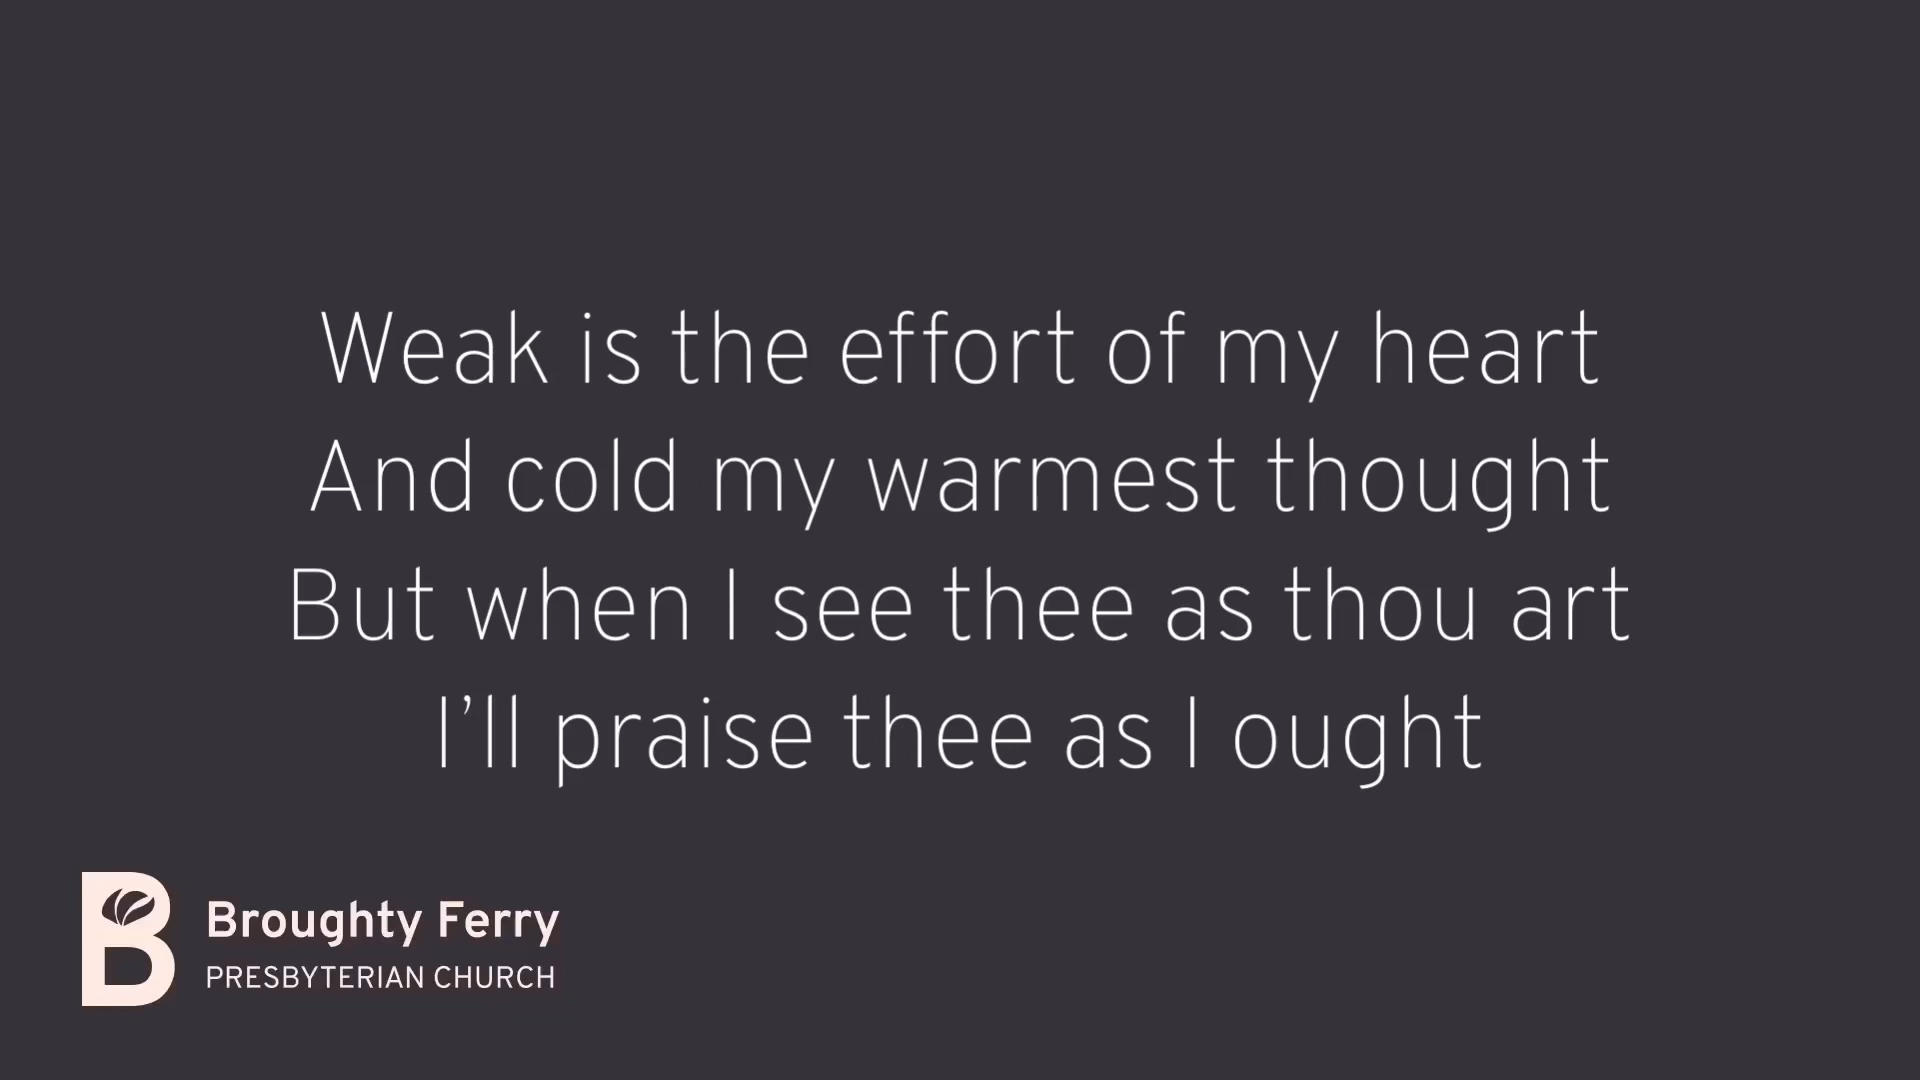 Weak is the effort of my heart
And cold my warmest thought
But when I see thee as thou art
I’ll praise thee as I ought
Broughty Ferry
PRESBYTERIAN CHURCH